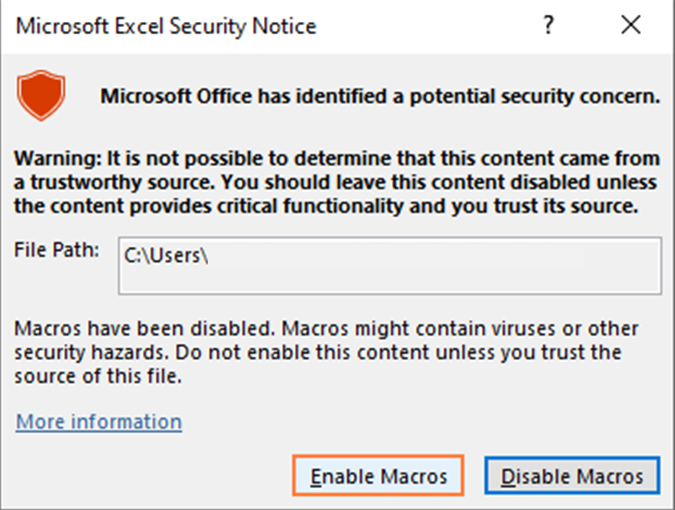 Microsoft Excel Security Notice ?
Microsoft Office has identified a potential security concern.
Warning: It is not possible to determine that this content came from
a trustworthy source. You should leave this content disabled unless
the content provides critical functionality and you trust its source.
File Path: C:\Users\
Macros have been disabled. Macros might contain viruses or other
security hazards. Do not enable this content unless you trust the
source of this file.
More information
Enable Macros Disable Macros